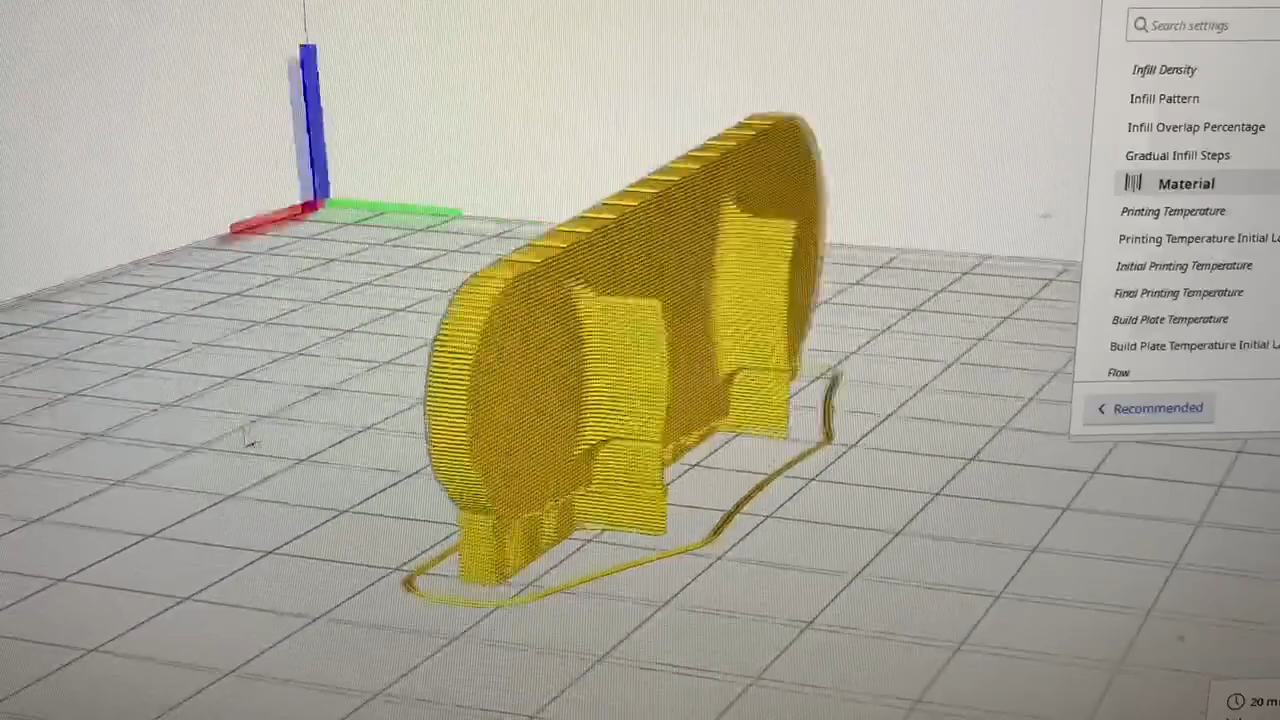 Search settings
Infill Density
Infill Pattern
Infill Overlap Percentage
Gradual Infill Steps
Material
Printing Temperature
Printing Temperature Initial
Initial Printing Temperature
Final Printing Temperature
Build Plate Temperature
Build Plate Temperature Initial
Flow
Recommended
20